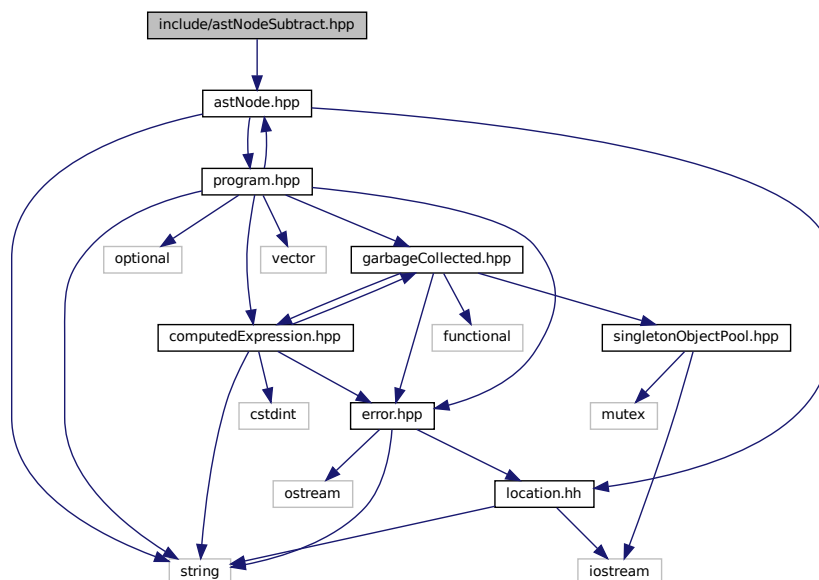 include/astNodeSubtract.hpp
astNode.hpp
program.hpp
optional
vector
garbageCollected.hpp
computedExpression.hpp
functional
singletonObjectPool.hpp
cstdint
error.hpp
mutex
ostream
location.hh
string
iostream